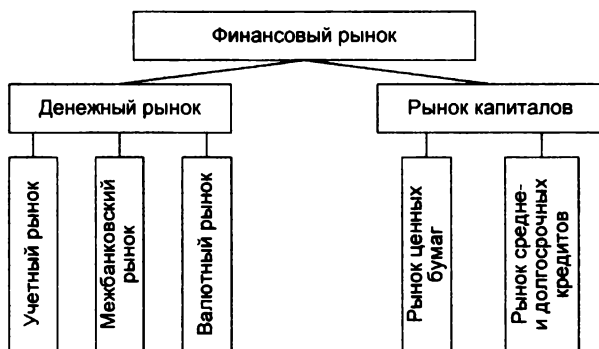 Финансовый рынок
Денежный рынок
Рынок капиталов
Учетный рынок
Межбанковский
рынок
Валютный рынок
Рынок ценных
бумаг
Рынок средне-
и долгосрочных
кредитов